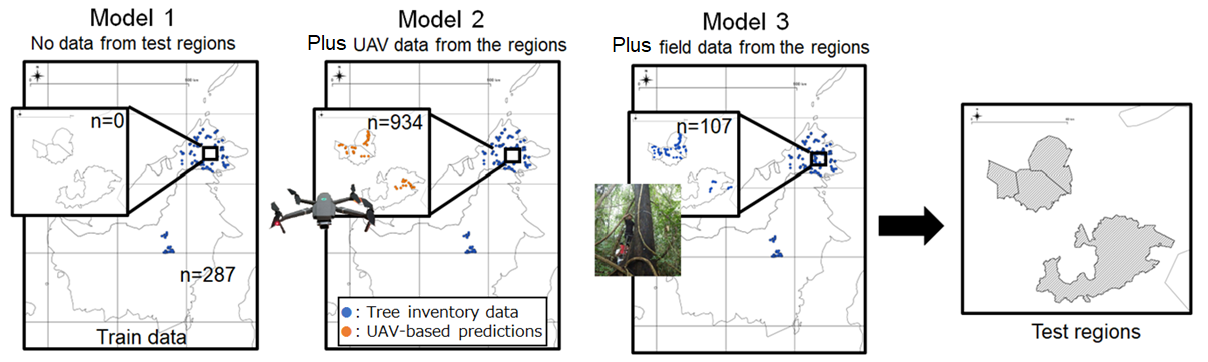 Model 1
No data from test regions
n=0
n=287
Train data
Model 2
Plus UAV data from the regions
n=934
: Tree inventory data
: UAV-based predictions
Model 3
Plus field data from the regions
n=107
Test regions